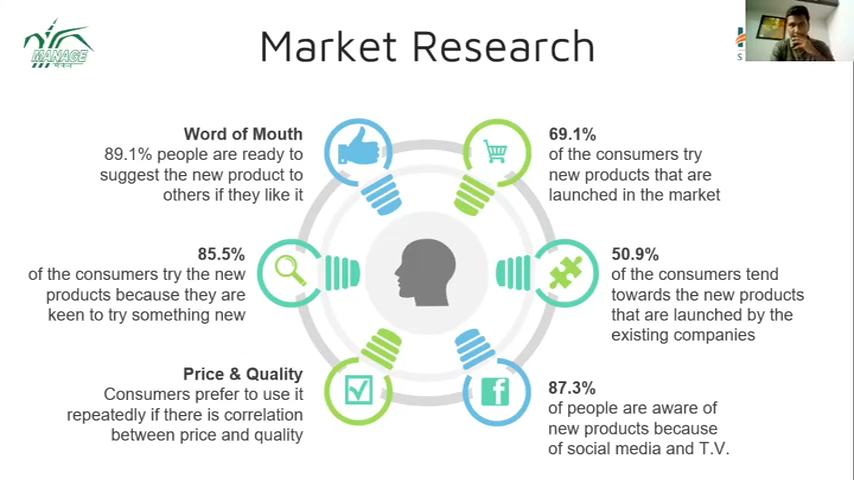 MANAGE
Market Research
Word of Mouth
89.1% people are ready to
suggest the new product to
others if they like it
69.1%
of the consumers try
new products that are
launched in the market
85.5%
of the consumers try the new
products because they are
keen to try something new
50.9%
of the consumers tend
towards the new products
that are launched by the
existing companies
Price & Quality
Consumers prefer to use it
repeatedly if there is correlation
between price and quality
87.3%
of people are aware of
new products because
of social media and T.V.